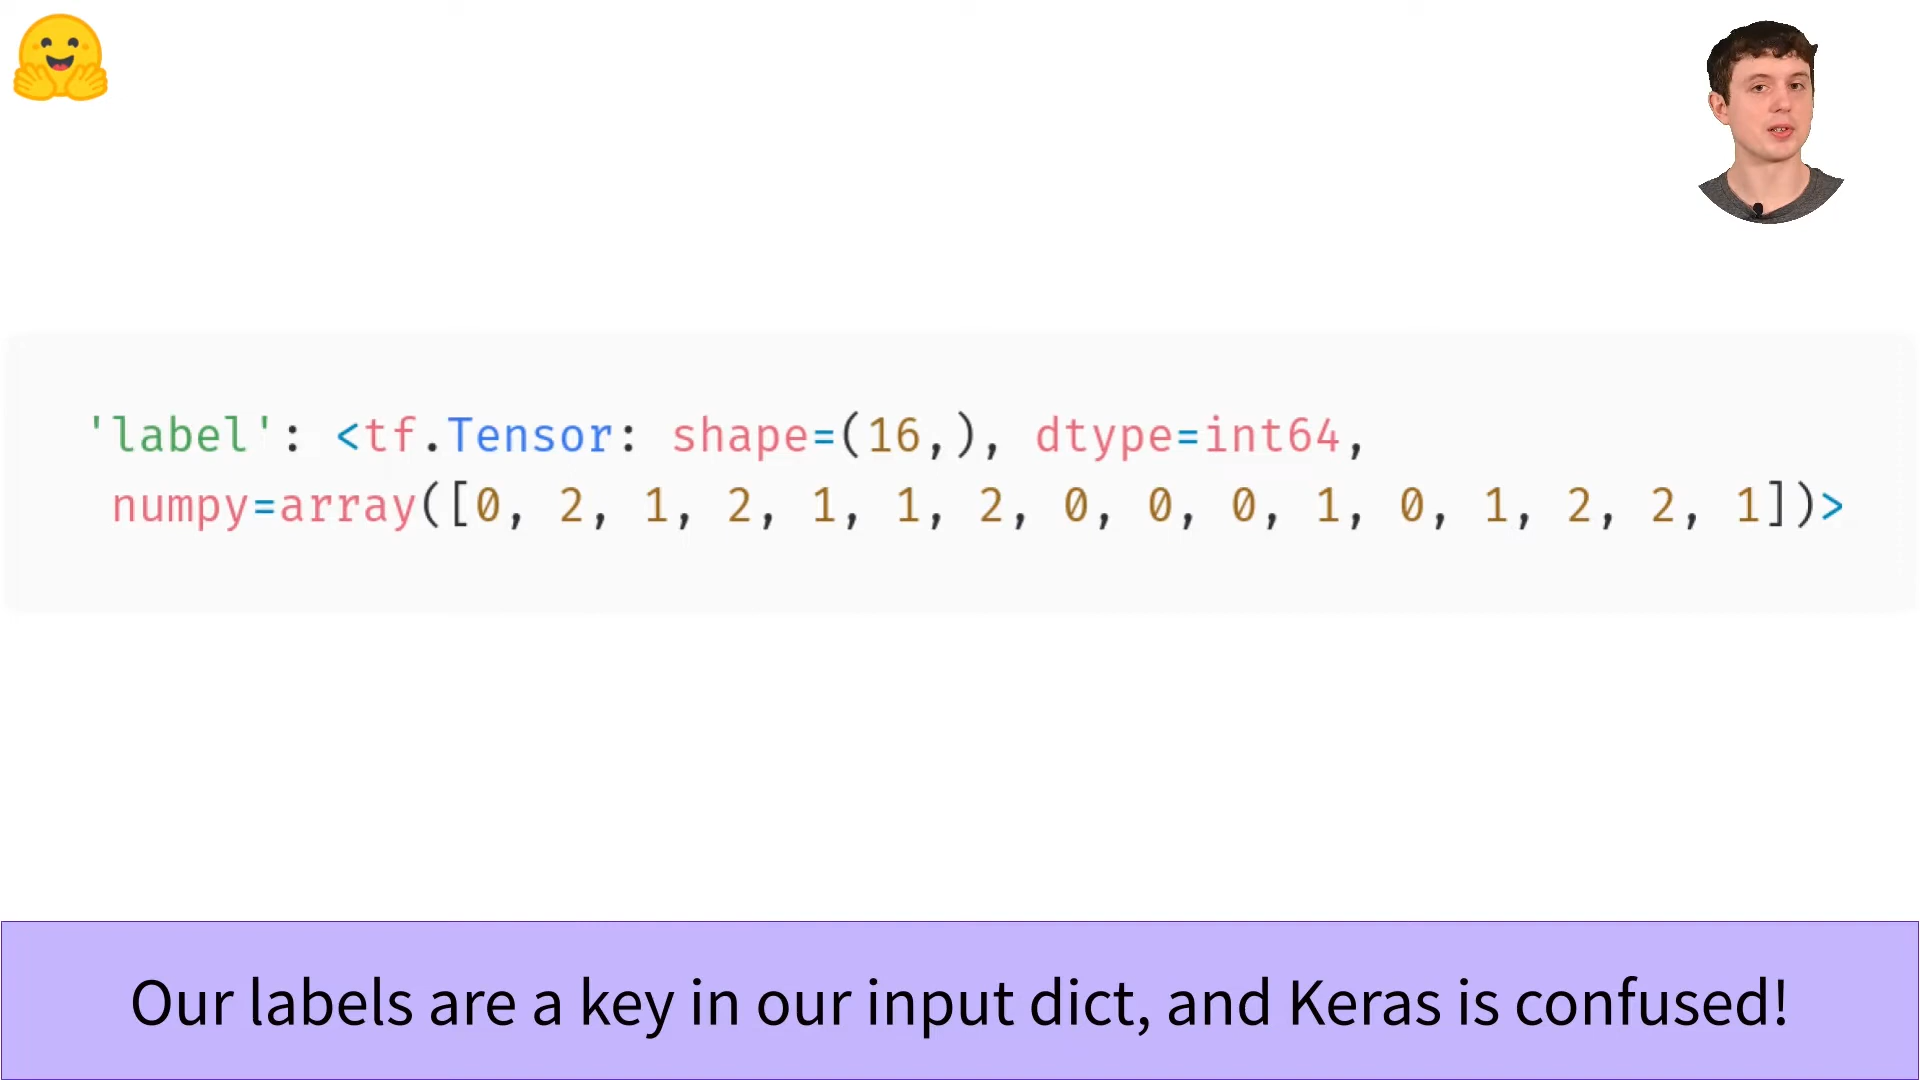 'label': <tf.Tensor: shape=(16,), dtype=int64,
numpy=array([0, 2, 1, 2, 1, 1, 2, 0, 0, 0, 1, 0, 1, 2, 2, 1])>
Our labels are a key in our input dict, and Keras is confused!